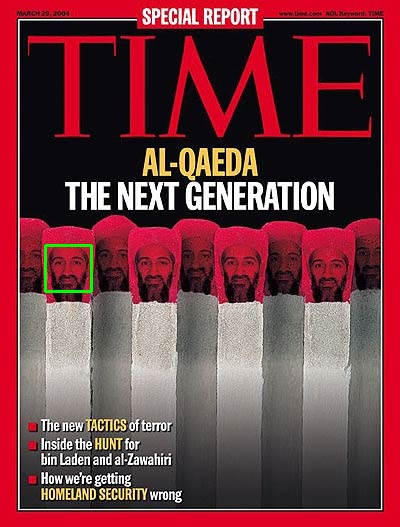 SPECIAL REPORT
MARCH 29, 2004
www.time.com AOL Keyword: TIME
TIME
AL-QAEDA
THE NEXT GENERATION
The new TACTICS of terror
Inside the HUNT for
bin Laden and al-Zawahiri
How we're getting
HOMELAND SECURITY wrong